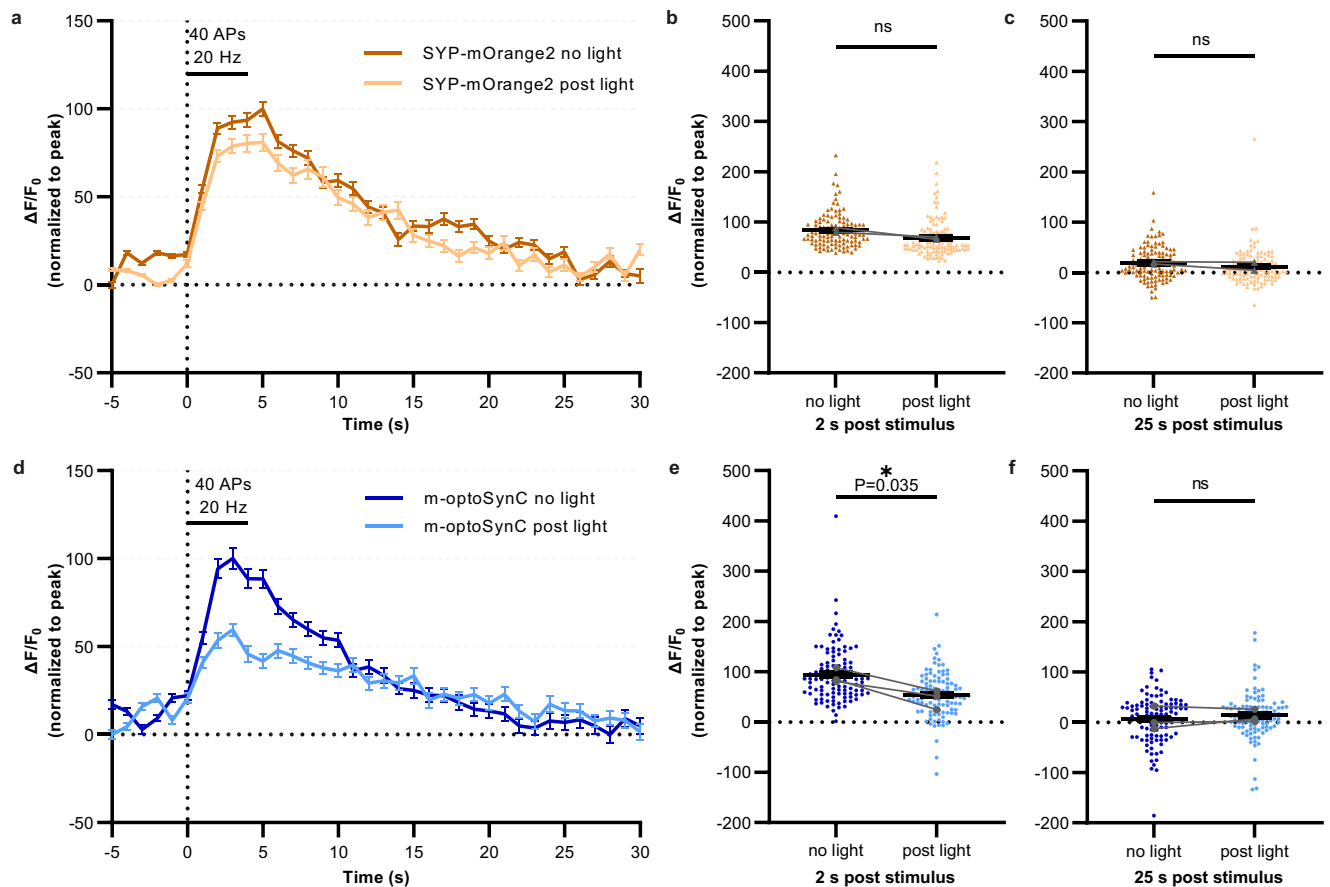 a
150
100
50
0
-50
ΔF/F0
(normalized to peak)
40 APs
20 Hz
SYP-mOrange2 no light
SYP-mOrange2 post light
-5
0
5
10
15
20
25
30
Time (s)
b
500
400
300
200
100
0
-100
-200
ΔF/F0
(normalized to peak)
ns
no light
post light
2 s post stimulus
c
500
400
300
200
100
0
-100
-200
ns
no light
post light
25 s post stimulus
d
150
100
50
0
-50
ΔF/F0
(normalized to peak)
40 APs
20 Hz
m-optoSynC no light
m-optoSynC post light
-5
0
5
10
15
20
25
30
Time (s)
e
500
400
300
200
100
0
-100
-200
ΔF/F0
(normalized to peak)
*
P=0.035
no light
post light
2 s post stimulus
f
500
400
300
200
100
0
-100
-200
ns
no light
post light
25 s post stimulus